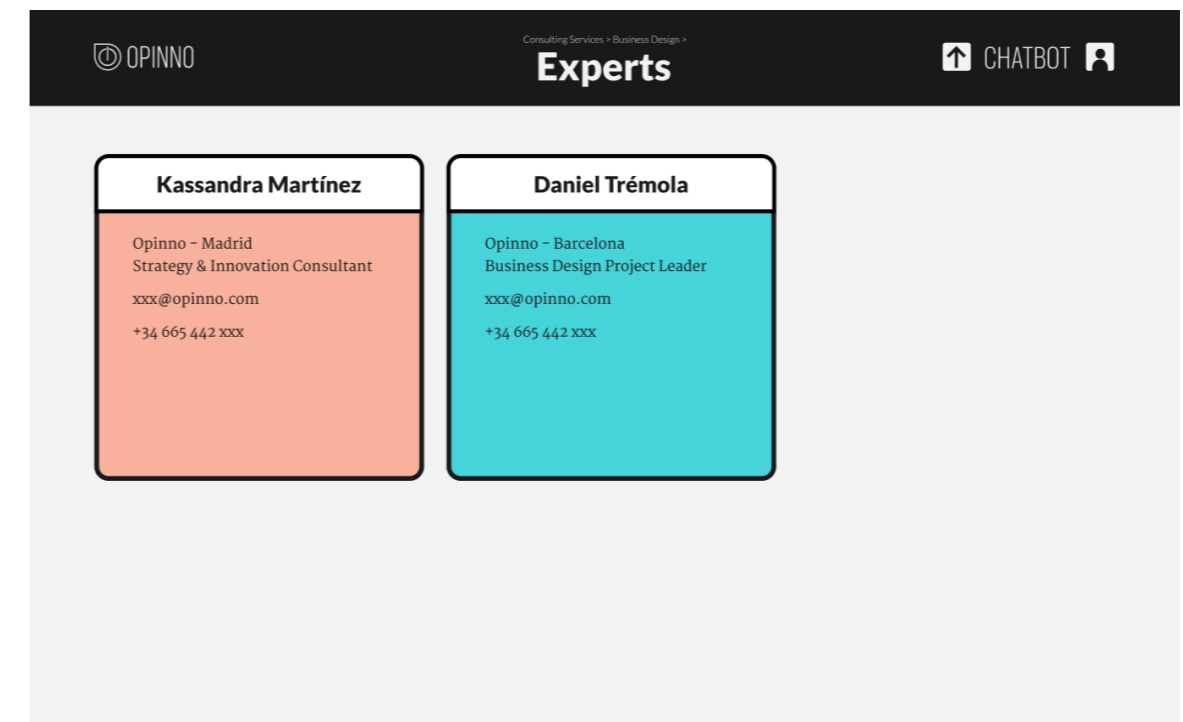 OPINNO
Consulting Services > Business Design >
Experts
CHATBOT
Kassandra Martínez
Opinno - Madrid
Strategy & Innovation Consultant
xxx@opinno.com
+34 665 442 xxx
Daniel Trémola
Opinno - Barcelona
Business Design Project Leader
xxx@opinno.com
+34 665 442 xxx